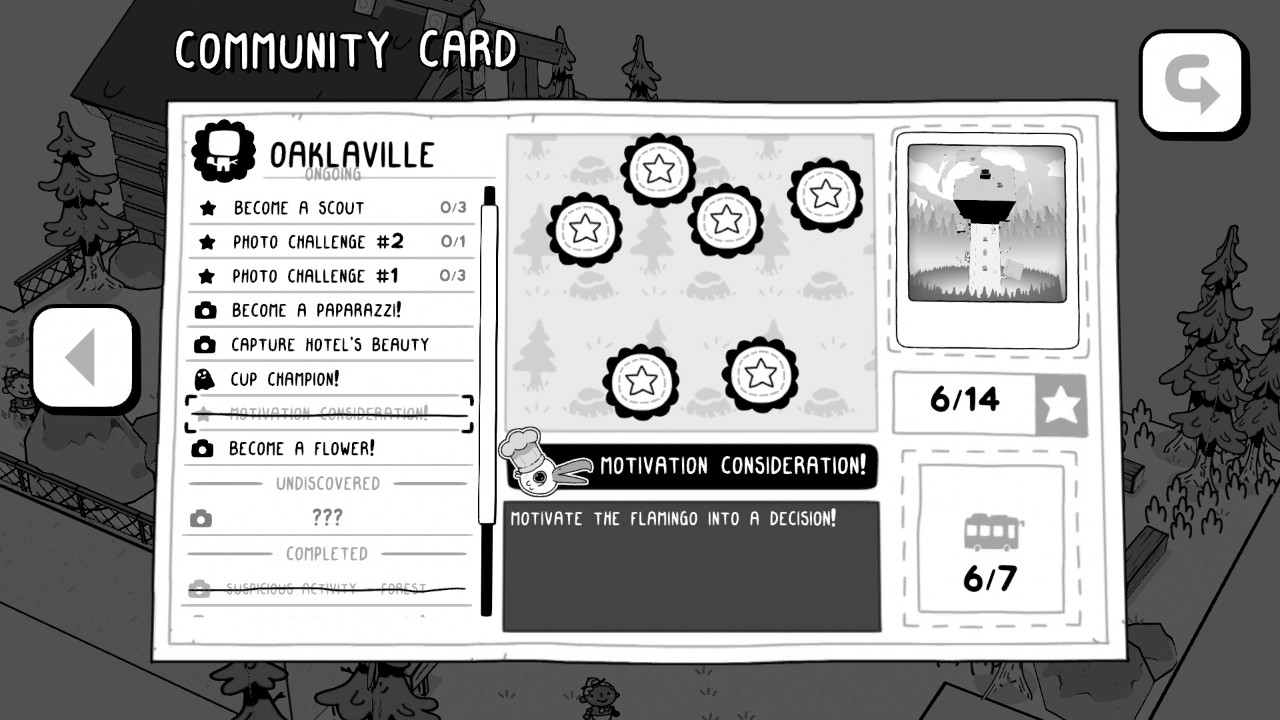 COMMUNITY CARD
OAKLAVILLE
ONGOING
BECOME A SCOUT 0/3
PHOTO CHALLENGE #2 0/1
PHOTO CHALLENGE #1 0/3
BECOME A PAPARAZZI!
CAPTURE HOTEL'S BEAUTY
CUP CHAMPION!
MOTIVATION CONSIDERATION!
BECOME A FLOWER!
UNDISCOVERED
???
COMPLETED
SUSPICIOUS ACTIVITY - FOREST
MOTIVATION CONSIDERATION!
MOTIVATE THE FLAMINGO INTO A DECISION!
6/14
6/7